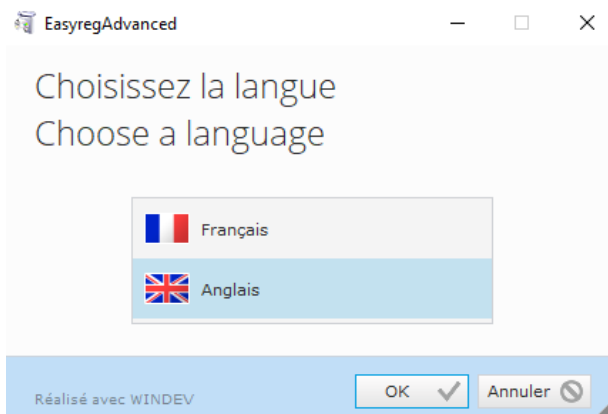 EasyregAdvanced
Choisissez la langue
Choose a language
Français
Anglais
Réalisé avec WINDEV
OK
Annuler